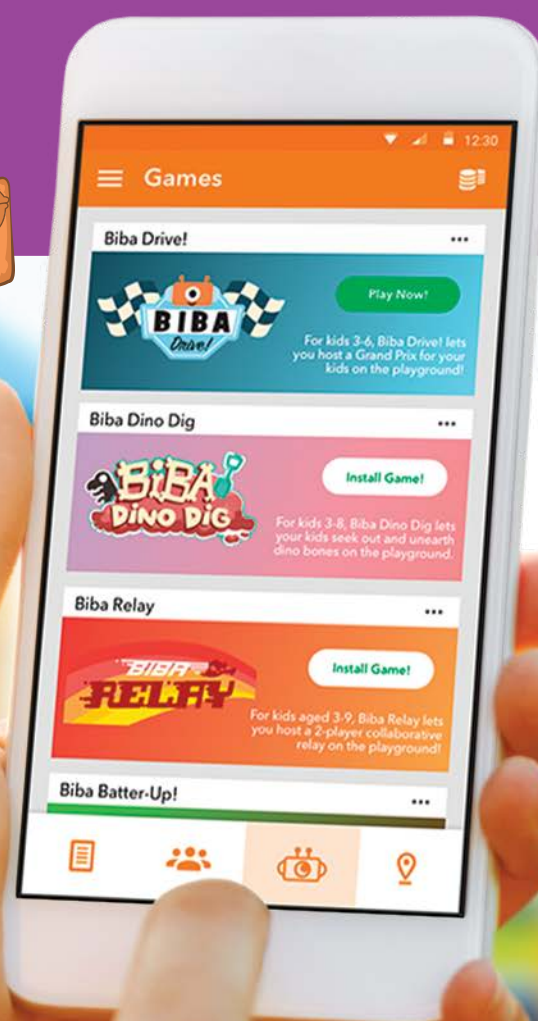 12:30
Games
Biba Drive!
BIBA
Drive!
Play Now!
For kids 3-6, Biba Drive! lets
you host a Grand Prix for your
kids on the playground!
Biba Dino Dig
BIBA
DINO DIG
Install Game!
For kids 3-8, Biba Dino Dig lets
your kids seek out and unearth
dino bones on the playground.
Biba Relay
BIBA
RELAY
Install Game!
For kids aged 3-9, Biba Relay lets
you host a 2-player collaborative
relay on the playground!
Biba Batter-Up!